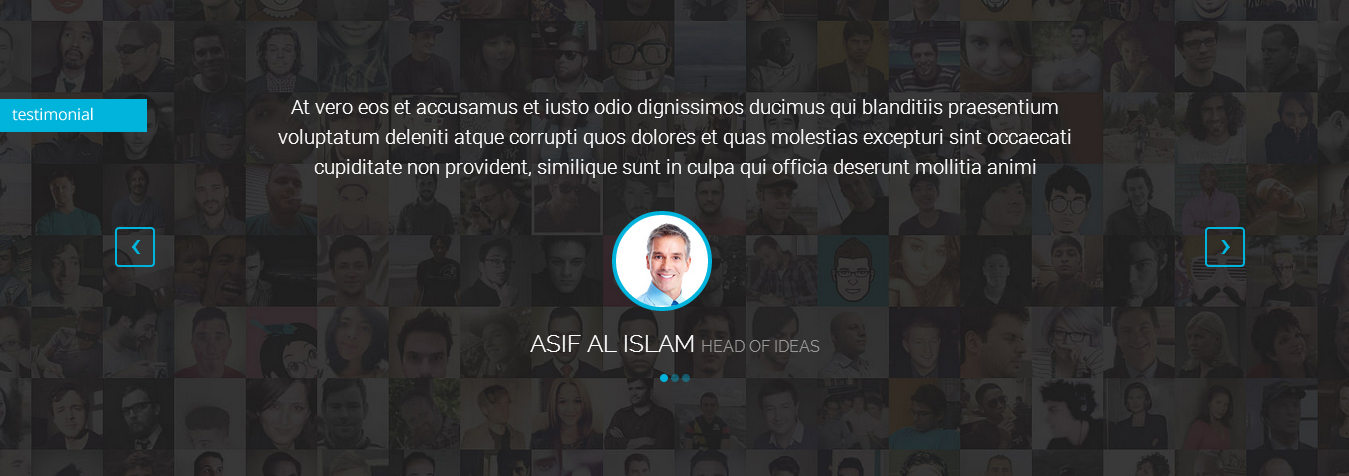 testimonial
At vero eos et accusamus et iusto odio dignissimos ducimus qui blanditiis praesentium
voluptatum deleniti atque corrupti quos dolores et quas molestias excepturi sint occaecati
cupiditate non provident, similique sunt in culpa qui officia deserunt mollitia animi
ASIF AL ISLAM HEAD OF IDEAS